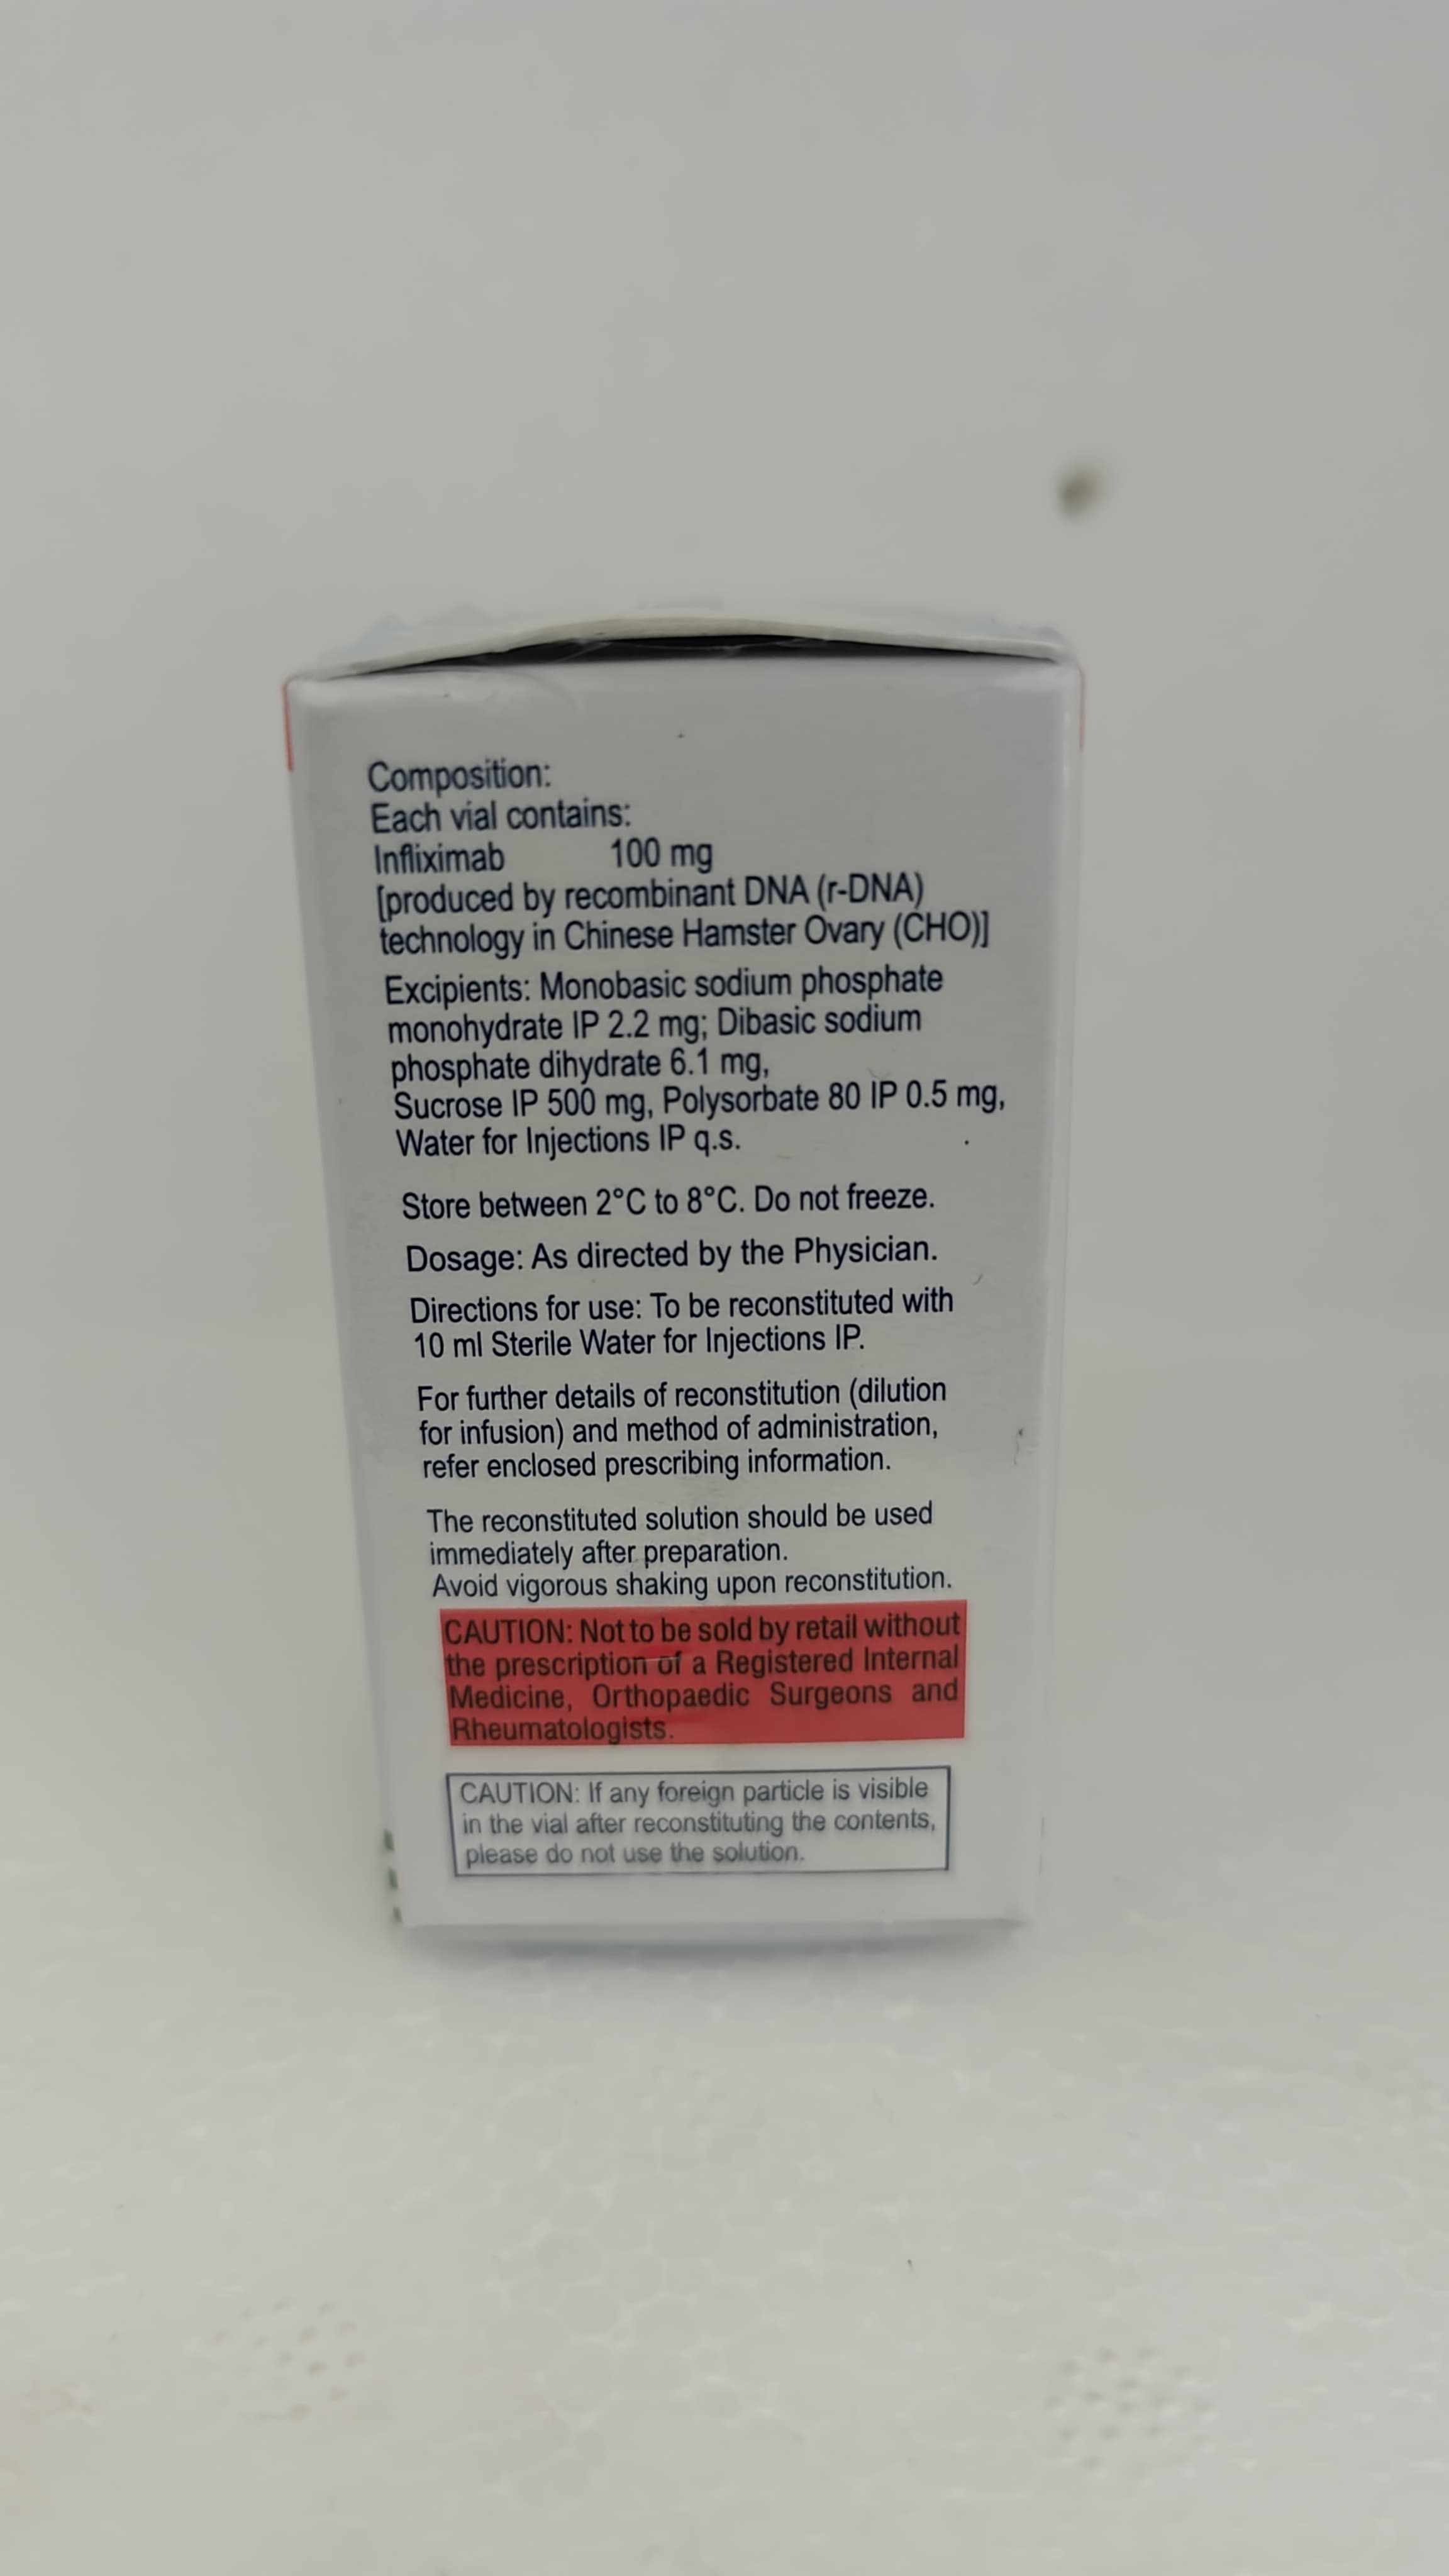 Composition:
Each vial contains:
Infliximab 100 mg
[produced by recombinant DNA (r-DNA)
technology in Chinese Hamster Ovary (CHO)]
Excipients: Monobasic sodium phosphate
monohydrate IP 2.2 mg; Dibasic sodium
phosphate dihydrate 6.1 mg,
Sucrose IP 500 mg, Polysorbate 80 IP 0.5 mg,
Water for Injections IP q.s.
Store between 2°C to 8°C. Do not freeze.
Dosage: As directed by the Physician.
Directions for use: To be reconstituted with
10 ml Sterile Water for Injections IP.
For further details of reconstitution (dilution
for infusion) and method of administration,
refer enclosed prescribing information.
The reconstituted solution should be used
immediately after preparation.
Avoid vigorous shaking upon reconstitution.
CAUTION: Not to be sold by retail without
the prescription of a Registered Internal
Medicine, Orthopaedic Surgeons and
Rheumatologists.
CAUTION: If any foreign particle is visible
in the vial after reconstituting the contents,
please do not use the solution.